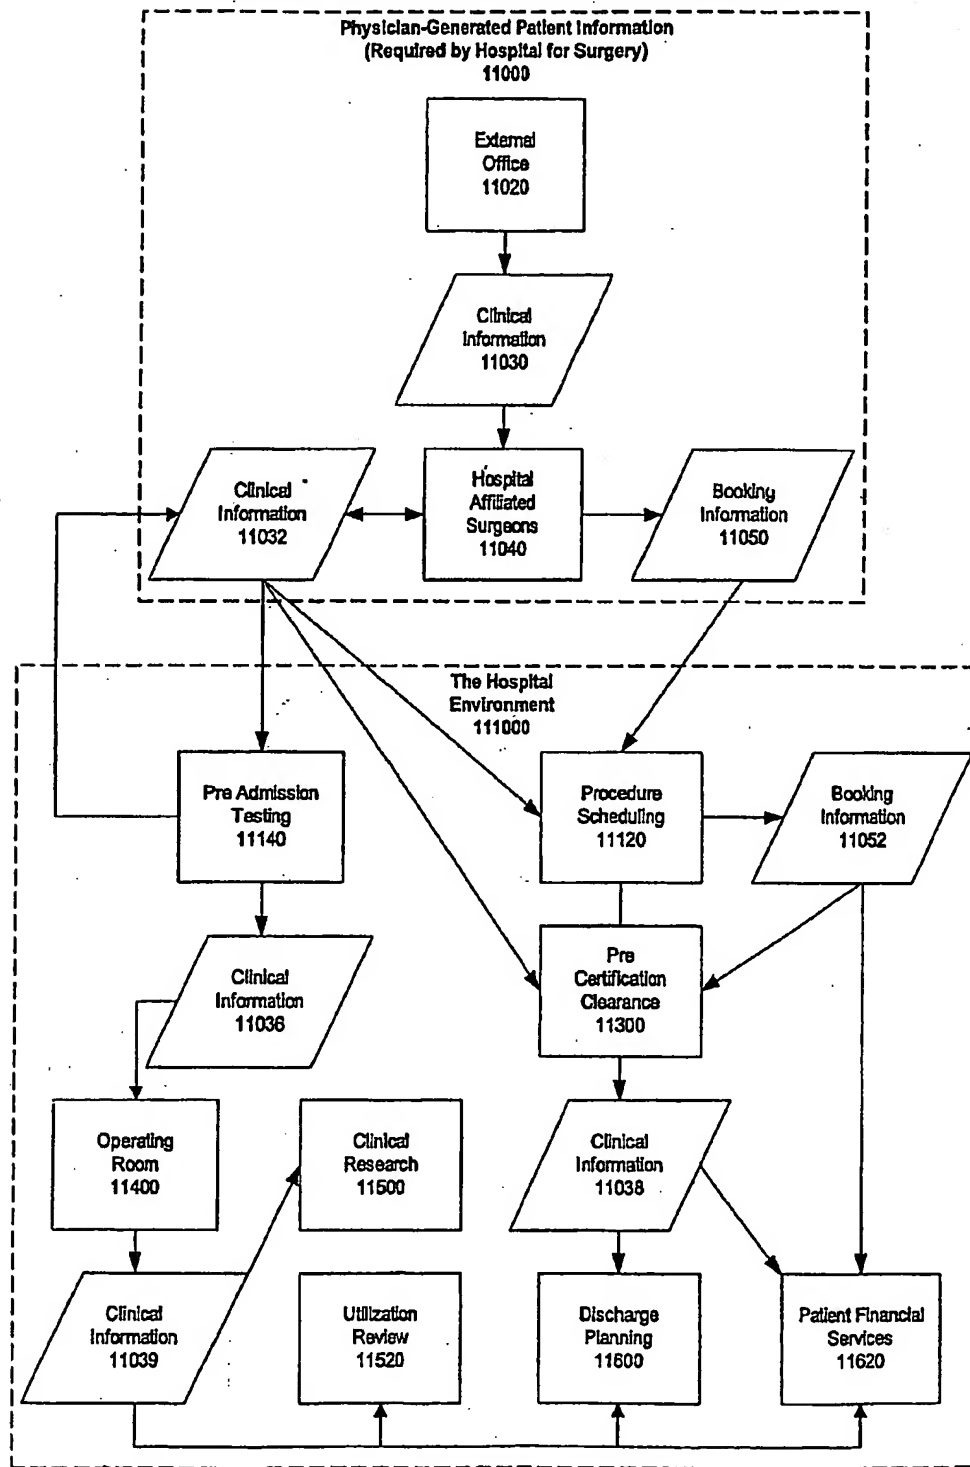 Physician-Generated Patient Information
(Required by Hospital for Surgery)
11000
External
Office
11020
Clinical
Information
11030
Clinical
Information
11032
Hospital
Affiliated
Surgeons
11040
Booking
Information
11050
The Hospital
Environment
111000
Pre Admission
Testing
11140
Procedure
Scheduling
11120
Booking
Information
11052
Clinical
Information
11036
Pre
Certification
Clearance
11300
Operating
Room
11400
Clinical
Research
11500
Clinical
Information
11038
Clinical
Information
11039
Utilization
Review
11520
Discharge
Planning
11600
Patient Financial
Services
11620